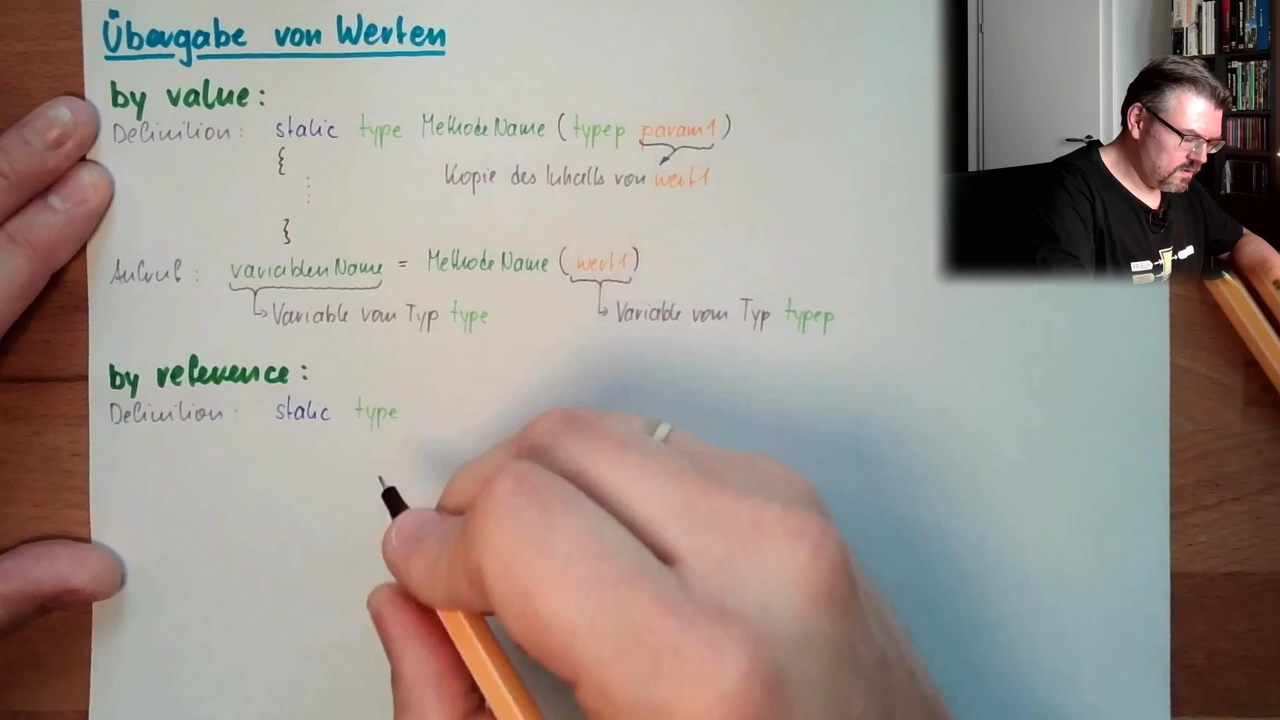 Übergabe von Werten
by value:
Definition: static type MethodeName (typep param1)
{
Kopie des Inhalts von wert1
}
Aufruf: variablenName = MethodeName (wert1)
Variable vom Typ type Variable vom Typ typep
by reference:
Definition: static type